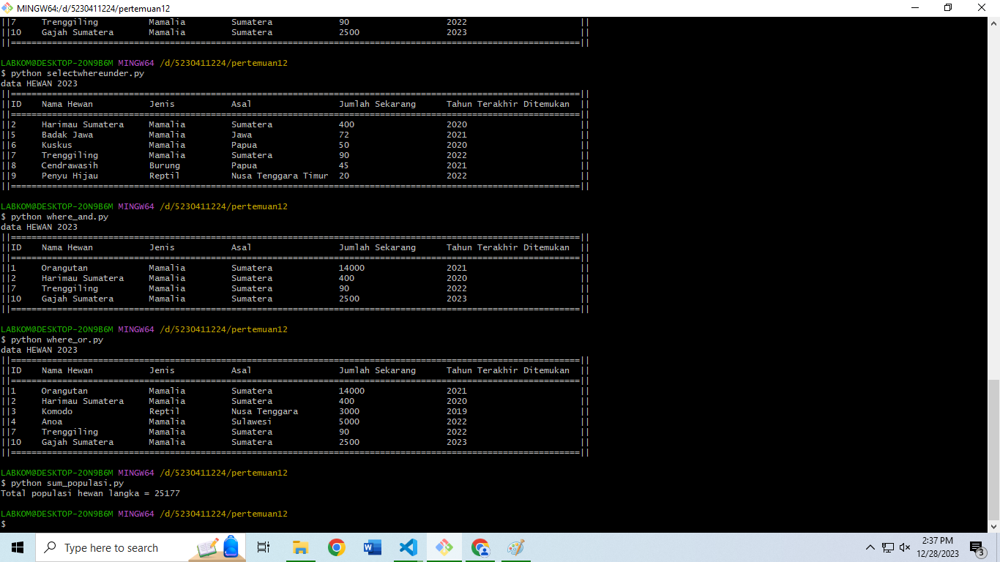 MINGW64:/d/5230411224/pertemuan12
||7    Trenggiling          Mamalia         Sumatera             90                   2022                      ||
||10   Gajah Sumatera       Mamalia         Sumatera             2500                 2023                      ||
||===============================================================================================================||
LABKOM@DESKTOP-2ON9B6M MINGW64 /d/5230411224/pertemuan12
$ python selectwhereunder.py
data HEWAN 2023
||===============================================================================================================||
||ID   Nama Hewan           Jenis           Asal                 Jumlah Sekarang      Tahun Terakhir Ditemukan  ||
||===============================================================================================================||
||2    Harimau Sumatera     Mamalia         Sumatera             400                  2020                      ||
||5    Badak Jawa           Mamalia         Jawa                 72                   2021                      ||
||6    Kuskus               Mamalia         Papua                50                   2020                      ||
||7    Trenggiling          Mamalia         Sumatera             90                   2022                      ||
||8    Cendrawasih          Burung          Papua                45                   2021                      ||
||9    Penyu Hijau          Reptil          Nusa Tenggara Timur  20                   2022                      ||
||===============================================================================================================||
LABKOM@DESKTOP-2ON9B6M MINGW64 /d/5230411224/pertemuan12
$ python where_and.py
data HEWAN 2023
||===============================================================================================================||
||ID   Nama Hewan           Jenis           Asal                 Jumlah Sekarang      Tahun Terakhir Ditemukan  ||
||===============================================================================================================||
||1    Orangutan            Mamalia         Sumatera             14000                2021                      ||
||2    Harimau Sumatera     Mamalia         Sumatera             400                  2020                      ||
||7    Trenggiling          Mamalia         Sumatera             90                   2022                      ||
||10   Gajah Sumatera       Mamalia         Sumatera             2500                 2023                      ||
||===============================================================================================================||
LABKOM@DESKTOP-2ON9B6M MINGW64 /d/5230411224/pertemuan12
$ python where_or.py
data HEWAN 2023
||===============================================================================================================||
||ID   Nama Hewan           Jenis           Asal                 Jumlah Sekarang      Tahun Terakhir Ditemukan  ||
||===============================================================================================================||
||1    Orangutan            Mamalia         Sumatera             14000                2021                      ||
||2    Harimau Sumatera     Mamalia         Sumatera             400                  2020                      ||
||3    Komodo               Reptil          Nusa Tenggara        3000                 2019                      ||
||4    Anoa                 Mamalia         Sulawesi             5000                 2022                      ||
||7    Trenggiling          Mamalia         Sumatera             90                   2022                      ||
||10   Gajah Sumatera       Mamalia         Sumatera             2500                 2023                      ||
||===============================================================================================================||
LABKOM@DESKTOP-2ON9B6M MINGW64 /d/5230411224/pertemuan12
$ python sum_populasi.py
Total populasi hewan langka = 25177
LABKOM@DESKTOP-2ON9B6M MINGW64 /d/5230411224/pertemuan12
$
Type here to search
2:37 PM
12/28/2023
3